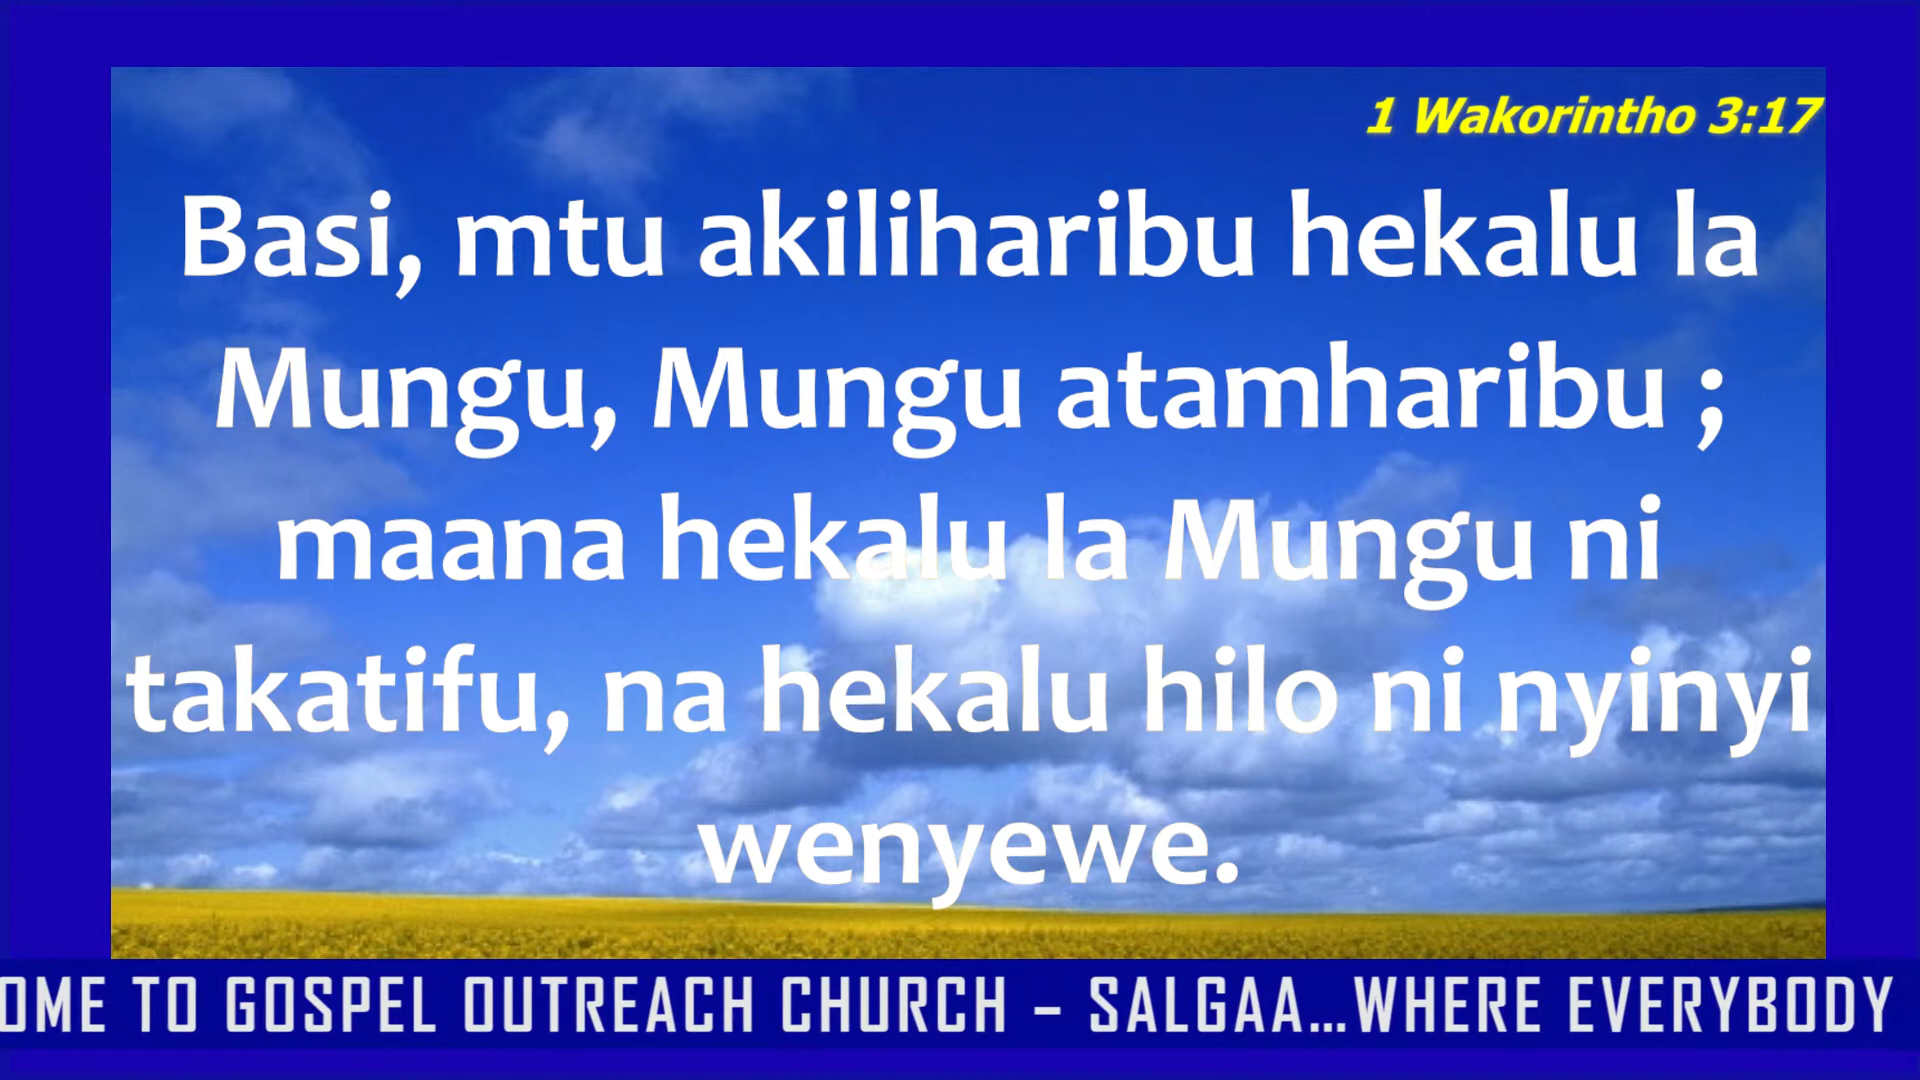 1 Wakorintho 3:17
Basi, mtu akiliharibu hekalu la
Mungu, Mungu atamharibu ;
maana hekalu la Mungu ni
takatifu, na hekalu hilo ni nyinyi
wenyewe.
OME TO GOSPEL OUTREACH CHURCH – SALGAA...WHERE EVERYBODY